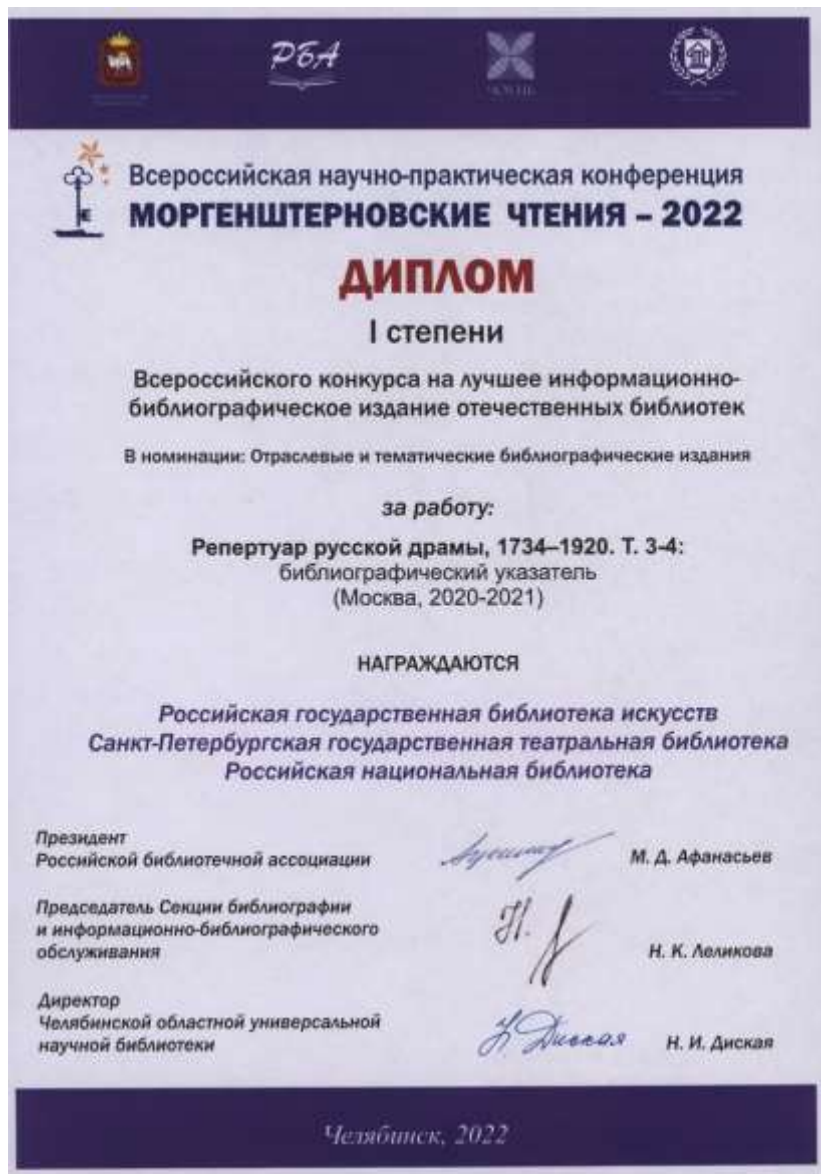 РБА
Всероссийская научно-практическая конференция
МОРГЕНШТЕРНОВСКИЕ ЧТЕНИЯ – 2022
ДИПЛОМ
I степени
Всероссийского конкурса на лучшее информационно-
библиографическое издание отечественных библиотек
В номинации: Отраслевые и тематические библиографические издания
за работу:
Репертуар русской драмы, 1734–1920. Т. 3-4:
библиографический указатель
(Москва, 2020-2021)
НАГРАЖДАЮТСЯ
Российская государственная библиотека искусств
Санкт-Петербургская государственная театральная библиотека
Российская национальная библиотека
Президент
Российской библиотечной ассоциации
М. Д. Афанасьев
Председатель Секции библиографии
и информационно-библиографического
обслуживания
Н. К. Леликова
Директор
Челябинской областной универсальной
научной библиотеки
Н. Диская
Н. И. Диская
Челябинск, 2022